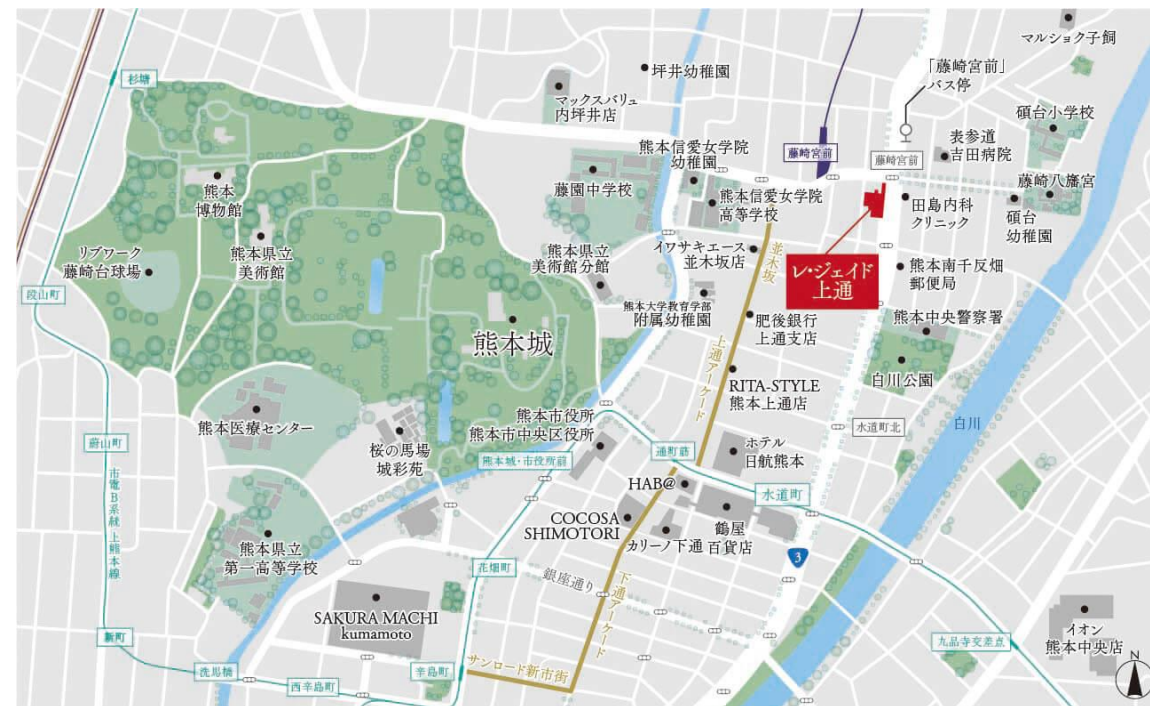 マルショク子飼
坪井幼稚園
「藤崎宮前」
バス停
杉塘
マックスバリュ
内坪井店
碩台小学校
表参道
吉田病院
熊本信愛女学院
幼稚園
藤崎宮前
藤崎宮前
藤園中学校
熊本
博物館
熊本信愛女学院
高等学校
田島内科
クリニック
藤崎八旛宮
碩台
幼稚園
リブワーク
藤崎台球場
熊本県立
美術館
熊本県立
美術館分館
イワサキエース
並木坂店
並木坂
レ・ジェイド
上通
熊本南千反畑
郵便局
段山町
熊本大学教育学部
附属幼稚園
肥後銀行
上通支店
熊本中央警察署
熊本城
上通アーケード
白川公園
RITA-STYLE
熊本上通店
熊本医療センター
桜の馬場
城彩苑
熊本市役所
熊本市中央区役所
水道町北
白川
蔚山町
熊本城・市役所前
通町筋
ホテル
日航熊本
市電B系統 上熊本線
HAB@
水道町
COCOSA
SHIMOTORI
カリーノ下通
鶴屋
百貨店
熊本県立
第一高等学校
花畑町
銀座通り
3
下通アーケード
SAKURA MACHI
kumamoto
新町
洗馬橋
西辛島町
辛島町
サンロード新市街
九品寺交差点
イオン
熊本中央店
N